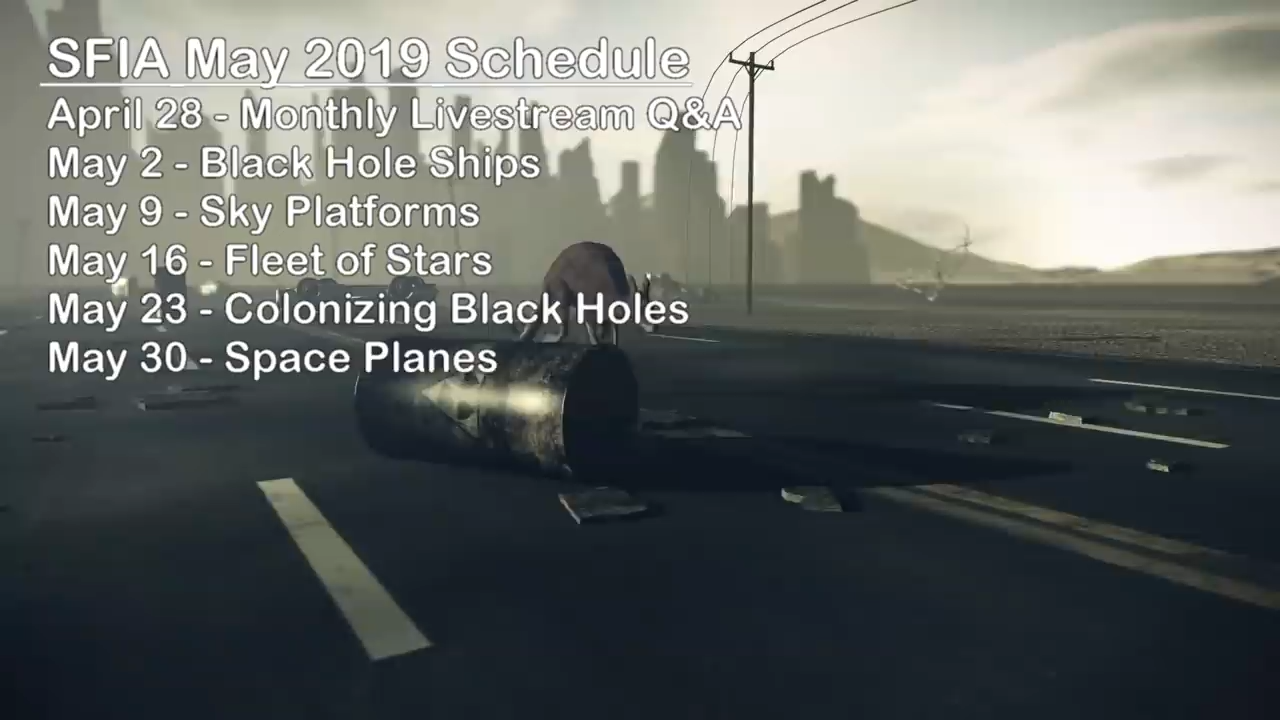 SFIA May 2019 Schedule
April 28 - Monthly Livestream Q&A
May 2 - Black Hole Ships
May 9 - Sky Platforms
May 16 - Fleet of Stars
May 23 - Colonizing Black Holes
May 30 - Space Planes